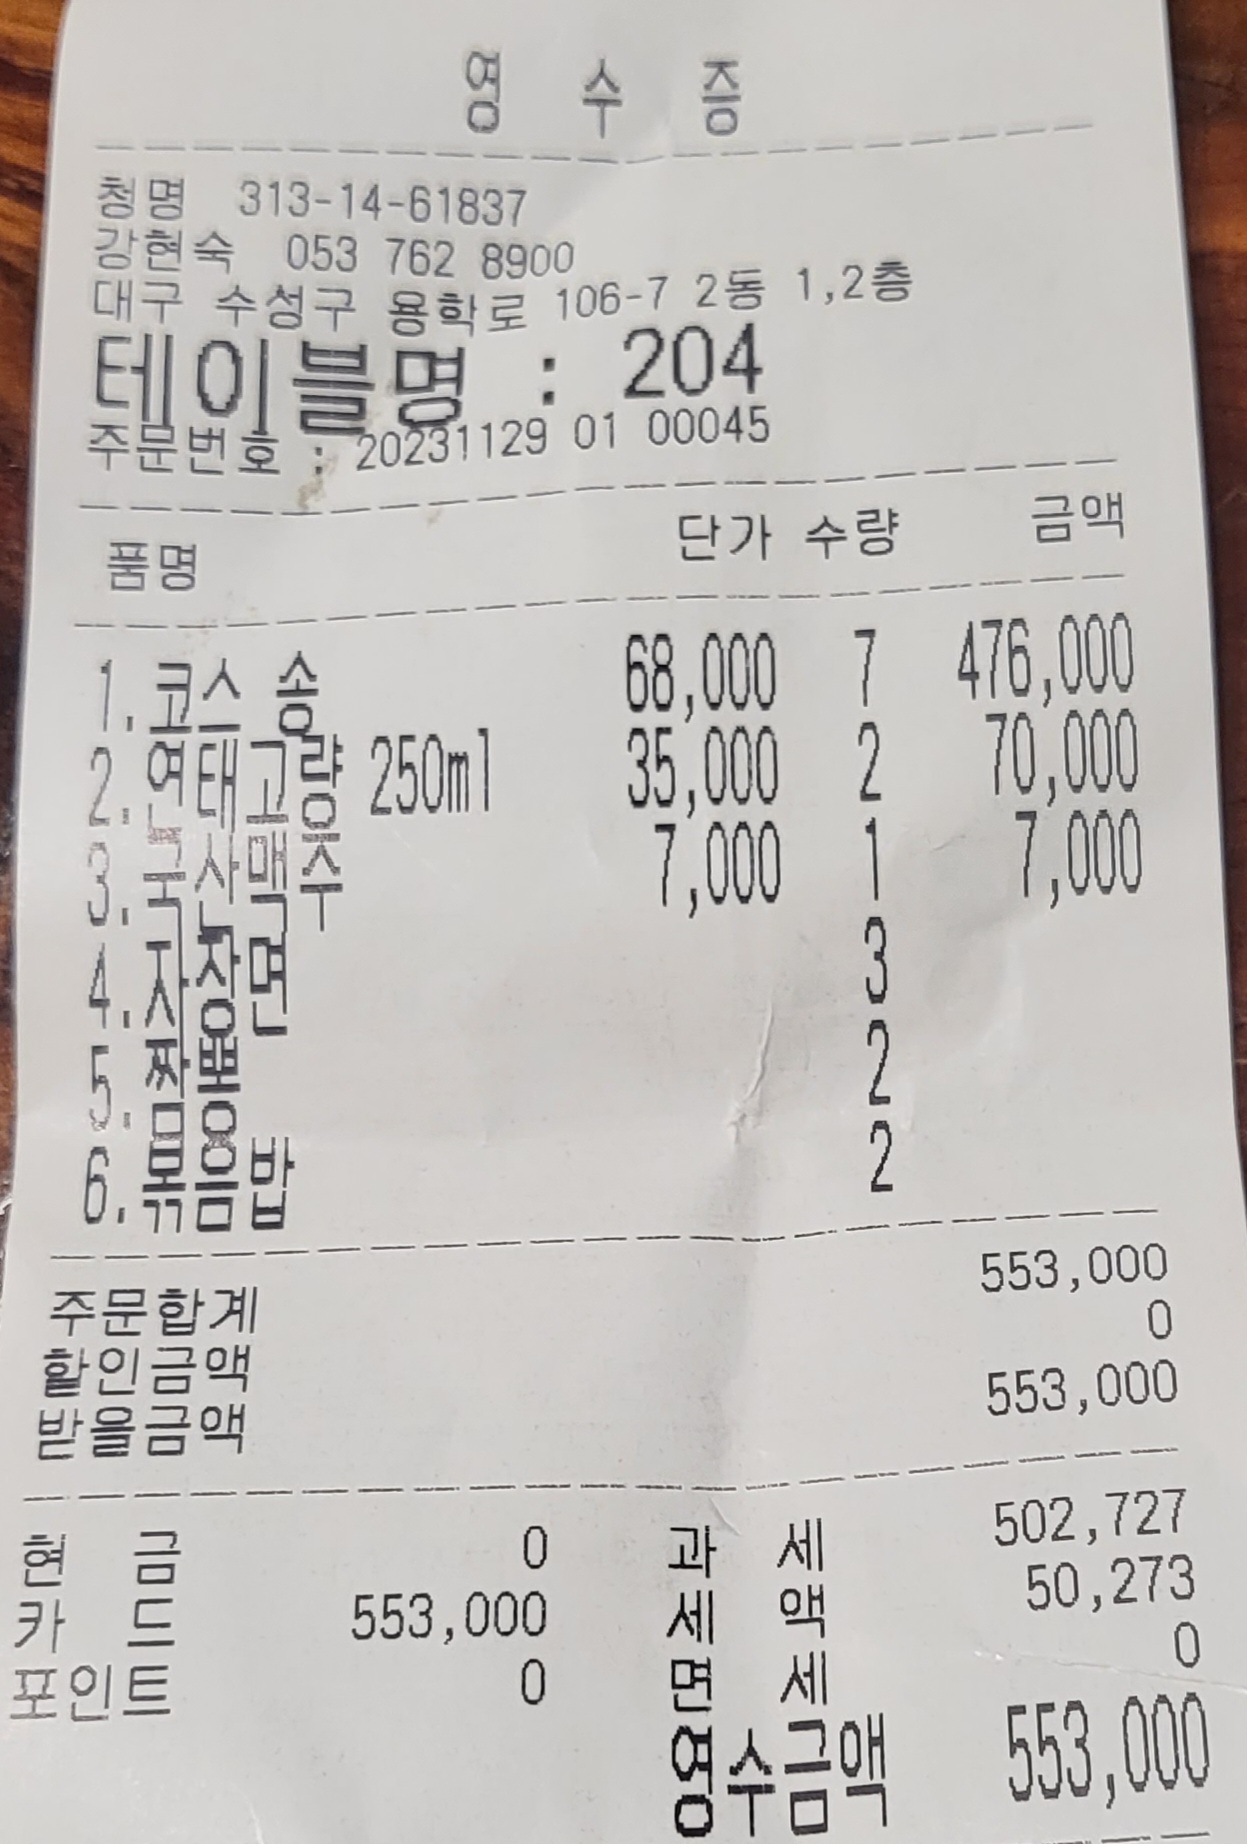 영 수 증
청명 313-14-61837
강현숙 053 762 8900
대구 수성구 용학로 106-7 2동 1,2층
테이블명 : 204
주문번호 : 20231129 01 00045
품명 단가 수량 금액
1.코스 송 68,000 7 476,000
2.연태고량 250ml 35,000 2 70,000
3.국산맥주 7,000 1 7,000
4.자장면 3
5.짬뽕 2
6.볶음밥 2
주문합계 553,000
할인금액 0
받을금액 553,000
현 금 0 과 세 502,727
카 드 553,000 세 액 50,273
포인트 0 면 세 0
영수금액 553,000